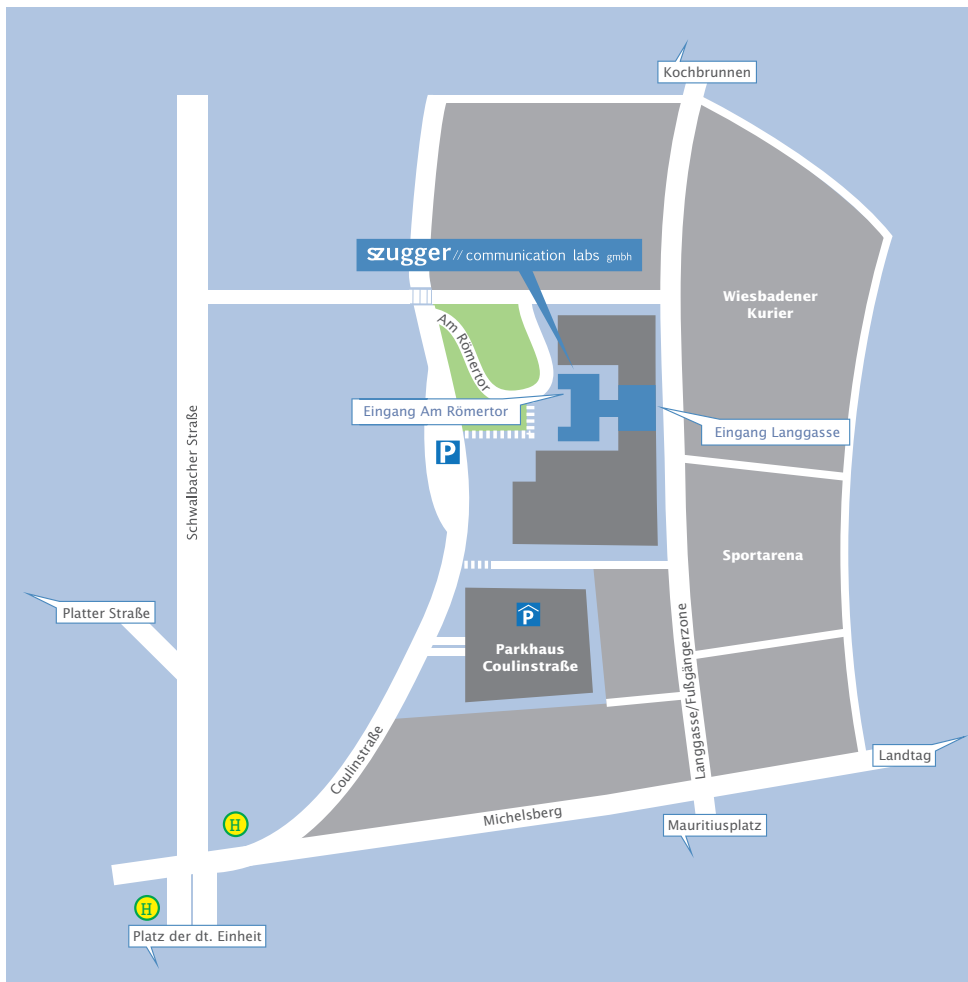 Kochbrunnen
szugger // communication labs gmbh
Wiesbadener
Kurier
Am Römertor
Eingang Am Römertor
Eingang Langgasse
P
Schwalbacher Straße
Sportarena
Platter Straße
P
Parkhaus
Coulinstraße
Langgasse/Fußgängerzone
Coulinstraße
Landtag
Michelsberg
Mauritiusplatz
H
H
Platz der dt. Einheit